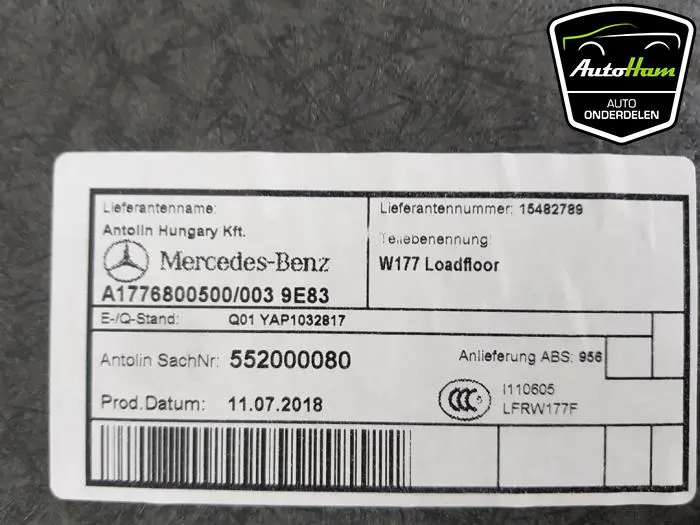 AutoHam
AUTO
ONDERDELEN
Lieferantenname:
Antolin Hungary Kft.
Mercedes-Benz
A1776800500/003 9E83
Lieferantennummer: 15482789
Teilebenennung:
W177 Loadfloor
E-/Q-Stand: Q01 YAP1032817
Antolin SachNr: 552000080
Anlieferung ABS: 956
Prod.Datum: 11.07.2018
CCC
I110605
LFRW177F